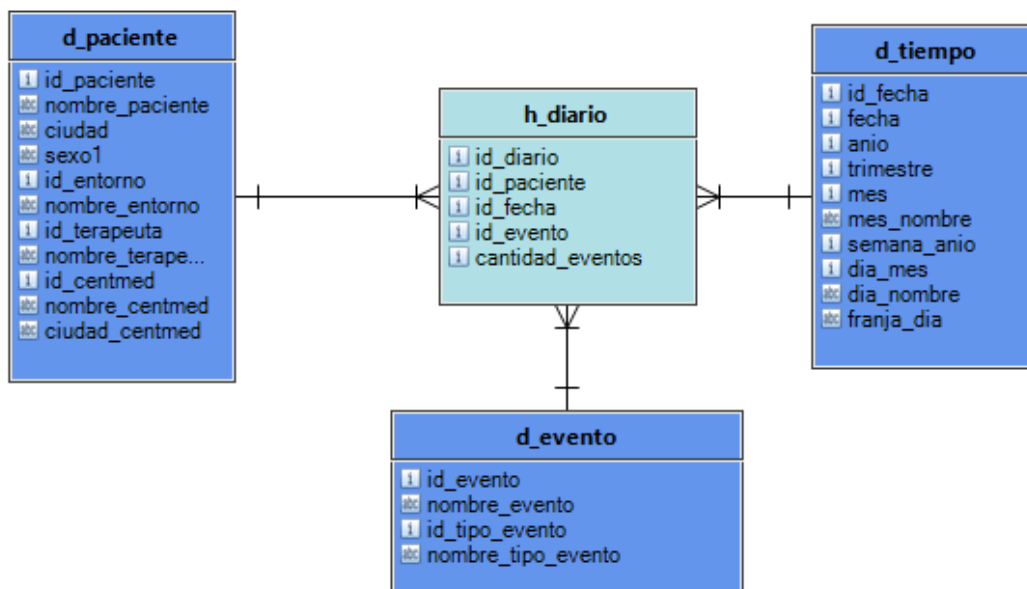 d_paciente
id_paciente
nombre_paciente
ciudad
sexo1
id_entorno
nombre_entorno
id_terapeuta
nombre_terape...
id_centmed
nombre_centmed
ciudad_centmed
h_diario
id_diario
id_paciente
id_fecha
id_evento
cantidad_eventos
d_tiempo
id_fecha
fecha
anio
trimestre
mes
mes_nombre
semana_anio
dia_mes
dia_nombre
franja_dia
d_evento
id_evento
nombre_evento
id_tipo_evento
nombre_tipo_evento